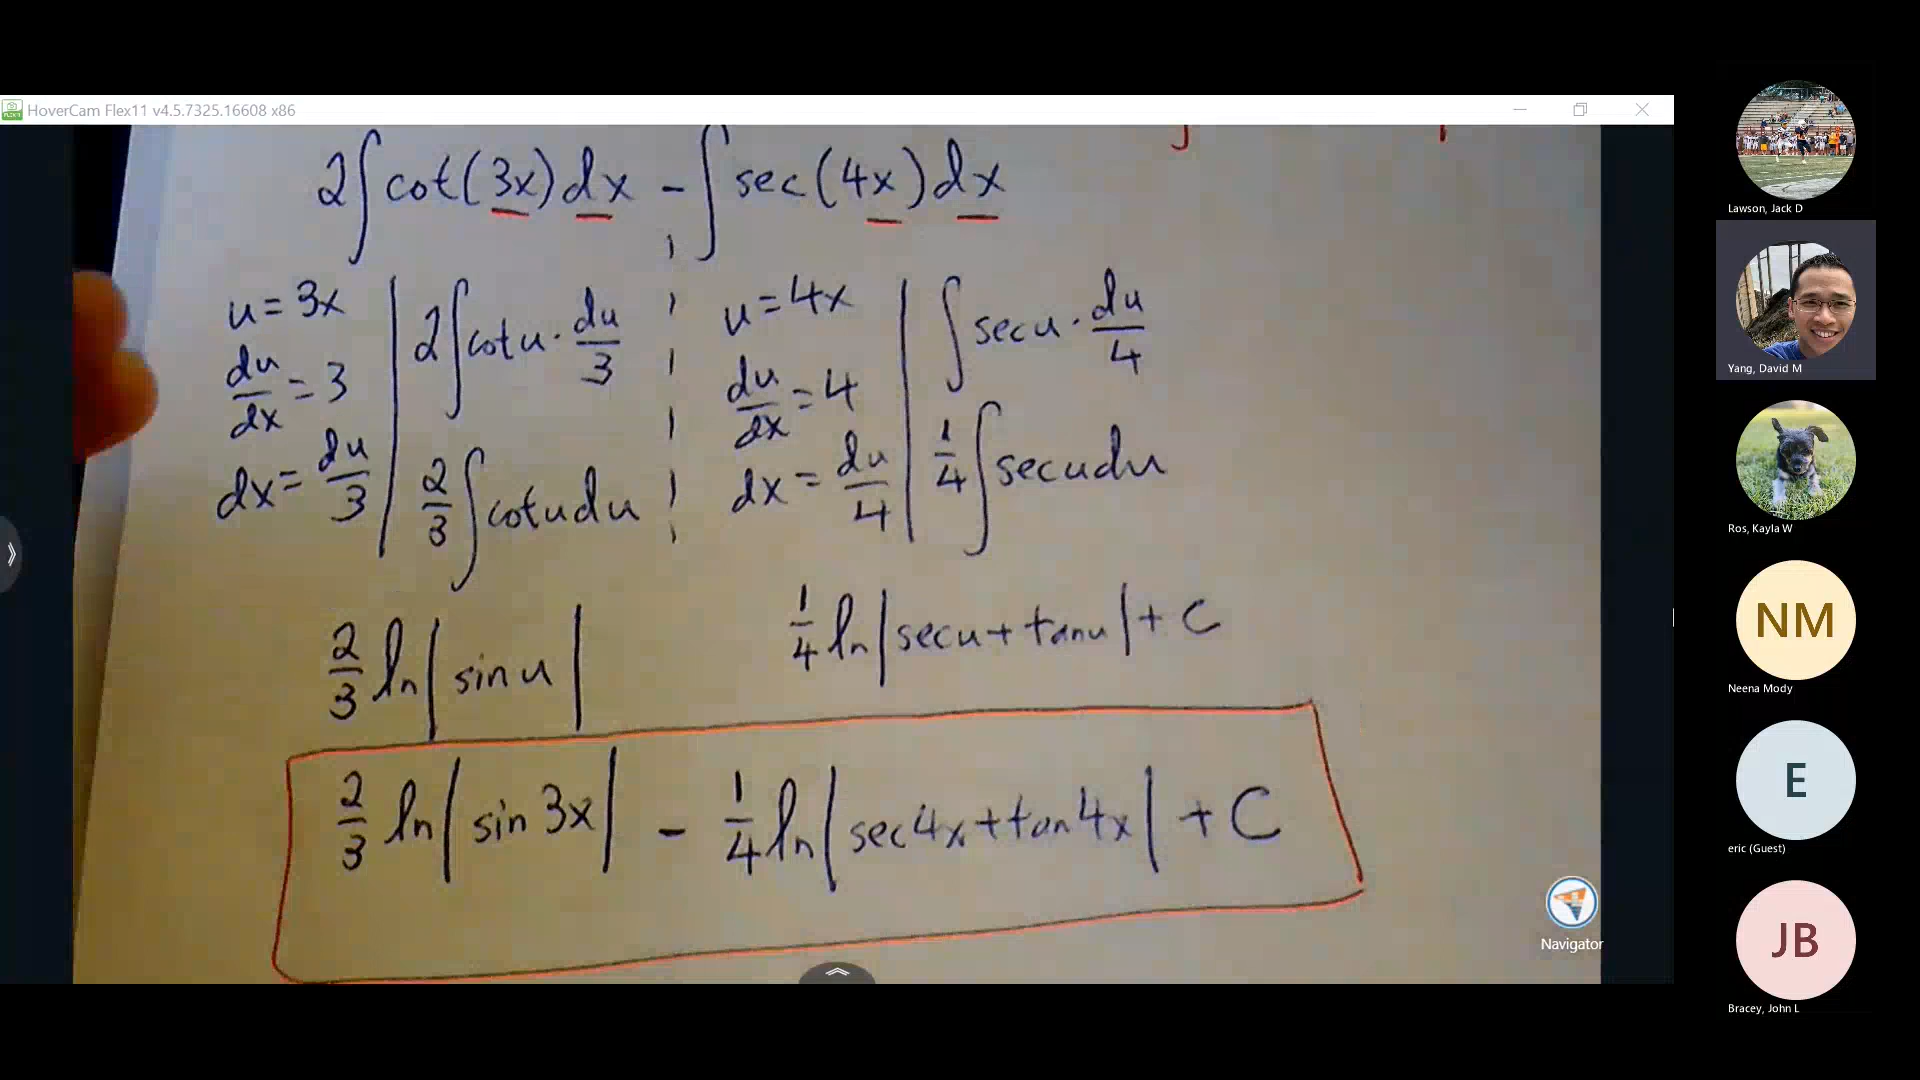 HoverCam Flex11 v4.5.7325.16608 x86
2∫cot(3x)dx - ∫sec(4x)dx
u=3x
du/dx = 3
dx = du/3
2∫cotu · du/3
2/3 ∫cotudu
u=4x
du/dx = 4
dx = du/4
∫secu · du/4
1/4 ∫secudu
2/3 ln|sinu|
1/4 ln|secu+tanu|+C
2/3 ln|sin 3x| - 1/4 ln|sec4x+tan4x| + C
Navigator
Lawson, Jack D
Yang, David M
Ros, Kayla W
NM
Neena Mody
E
eric (Guest)
JB
Bracey, John L